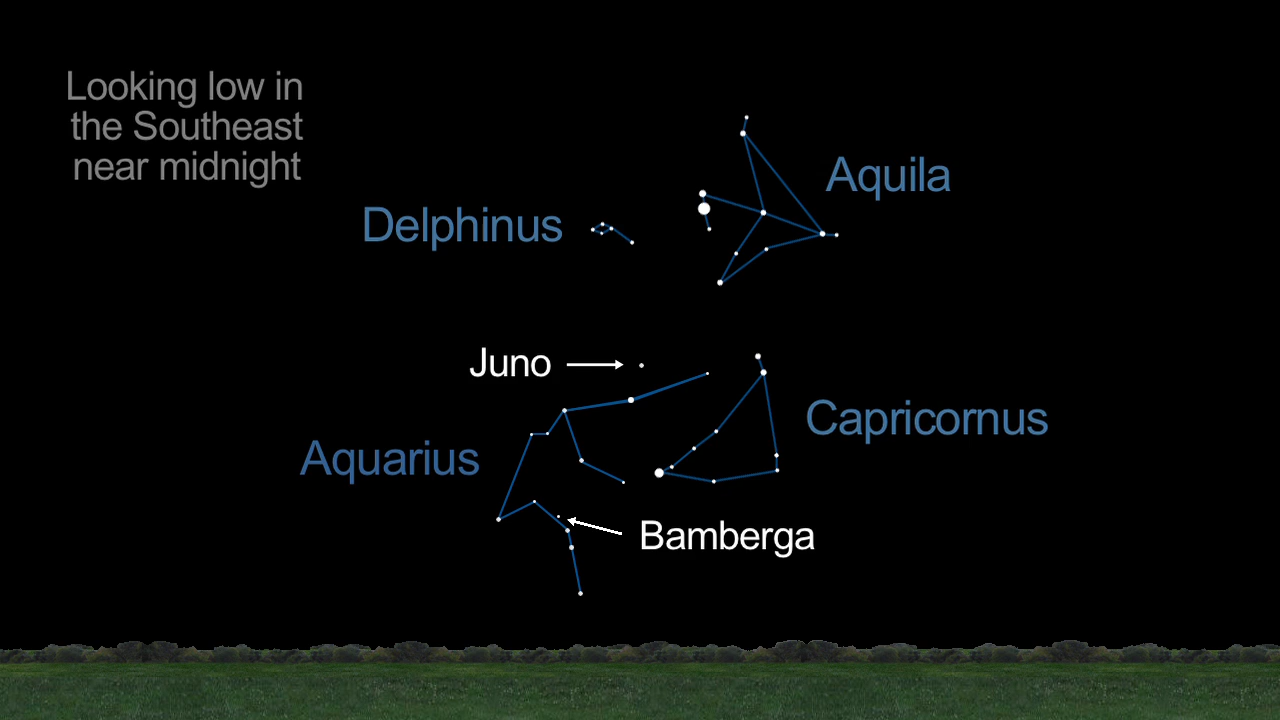 Looking low in
the Southeast
near midnight
Aquila
Delphinus
Juno
Capricornus
Aquarius
Bamberga